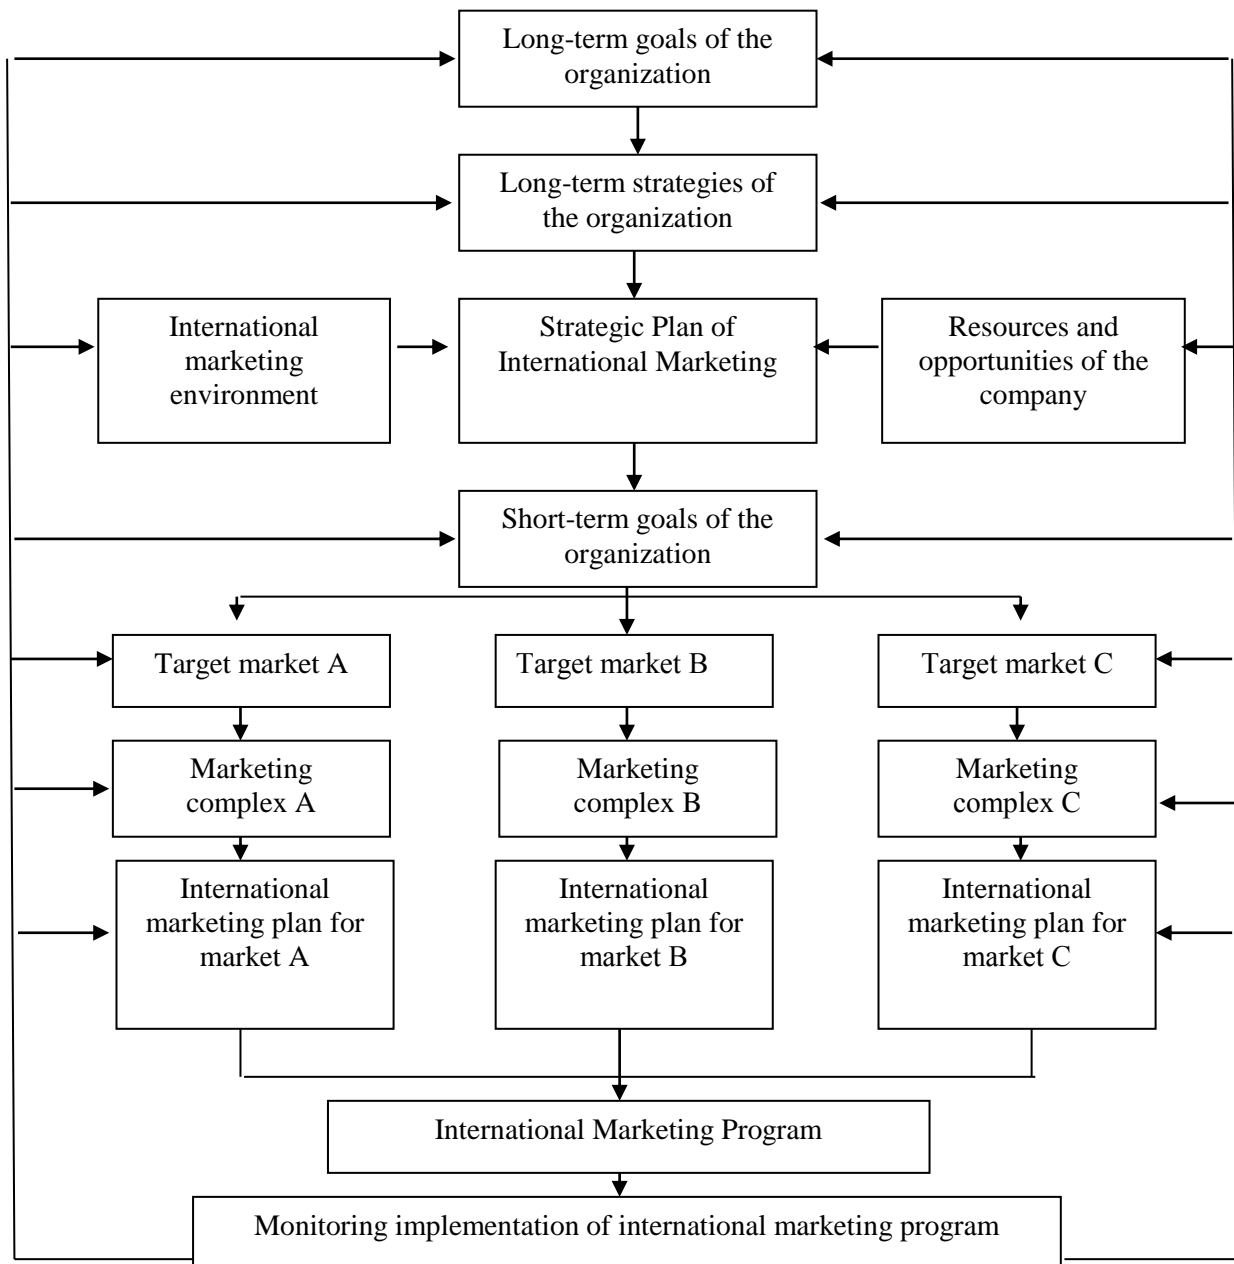 Long-term goals of the
organization
Long-term strategies of
the organization
International
marketing
environment
Strategic Plan of
International Marketing
Resources and
opportunities of the
company
Short-term goals of the
organization
Target market A
Target market B
Target market C
Marketing
complex A
Marketing
complex B
Marketing
complex C
International
marketing plan for
market A
International
marketing plan for
market B
International
marketing plan for
market C
International Marketing Program
Monitoring implementation of international marketing program